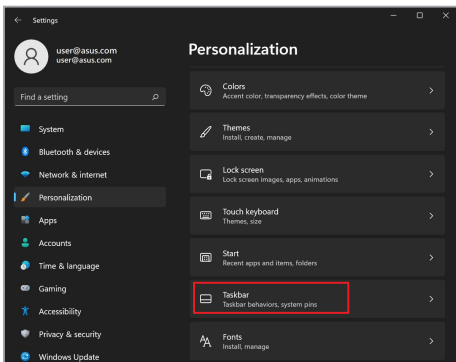 Settings
user@asus.com
user@asus.com
Find a setting
System
Bluetooth & devices
Network & internet
Personalization
Apps
Accounts
Time & language
Gaming
Accessibility
Privacy & security
Windows Update
Personalization
Colors
Accent color, transparency effects, color theme
Themes
Install, create, manage
Lock screen
Lock screen images, apps, animations
Touch keyboard
Themes, size
Start
Recent apps and items, folders
Taskbar
Taskbar behaviors, system pins
Fonts
Install, manage